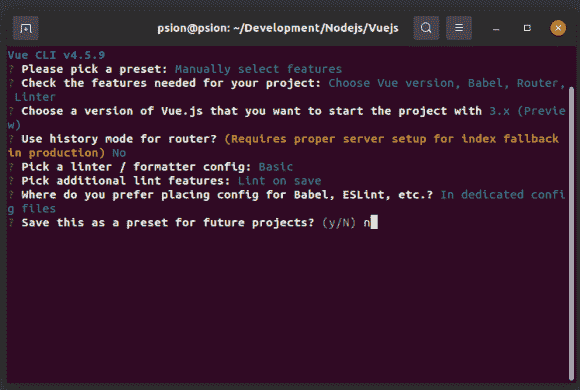 psion@psion: ~/Development/Nodejs/Vuejs
Vue CLI v4.5.9
? Please pick a preset: Manually select features
? Check the features needed for your project: Choose Vue version, Babel, Router,
Linter
? Choose a version of Vue.js that you want to start the project with 3.x (Previe
w)
? Use history mode for router? (Requires proper server setup for index fallback
in production) No
? Pick a linter / formatter config: Basic
? Pick additional lint features: Lint on save
? Where do you prefer placing config for Babel, ESLint, etc.? In dedicated confi
g files
? Save this as a preset for future projects? (y/N) n